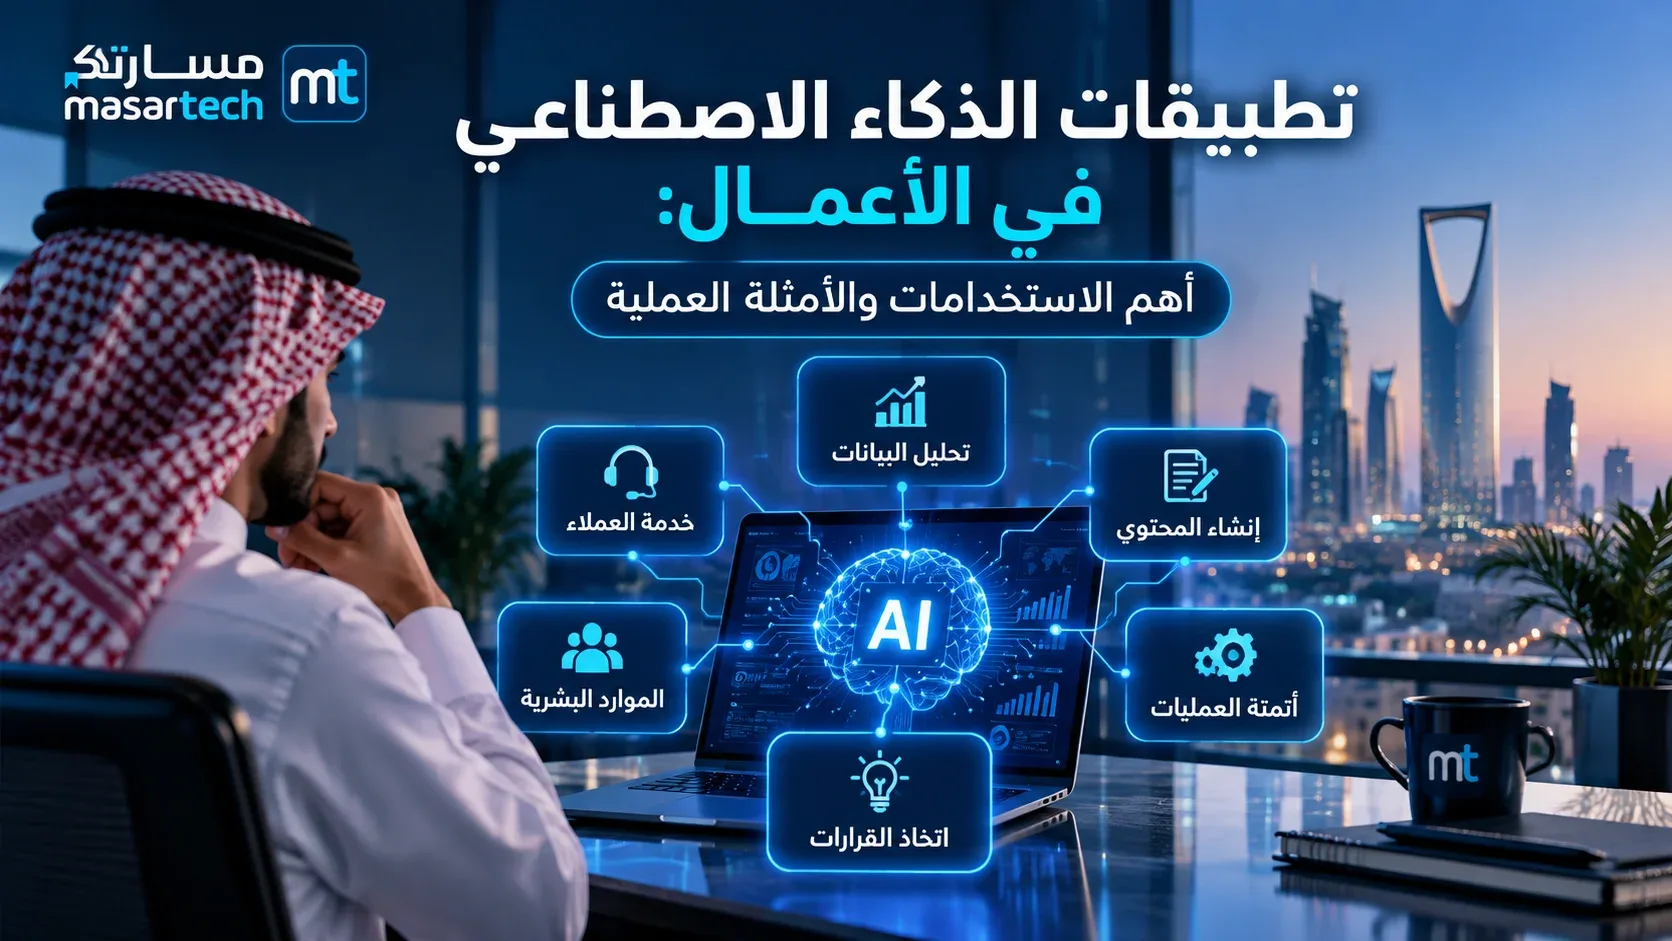 مسارتك
masartech
mt
تطبيقات الذكاء الاصطناعي
في الأعمال:
أهم الاستخدامات والأمثلة العملية
تحليل البيانات
إنشاء المحتوي
خدمة العملاء
AI
أتمتة العمليات
الموارد البشرية
اتخاذ القرارات
mt